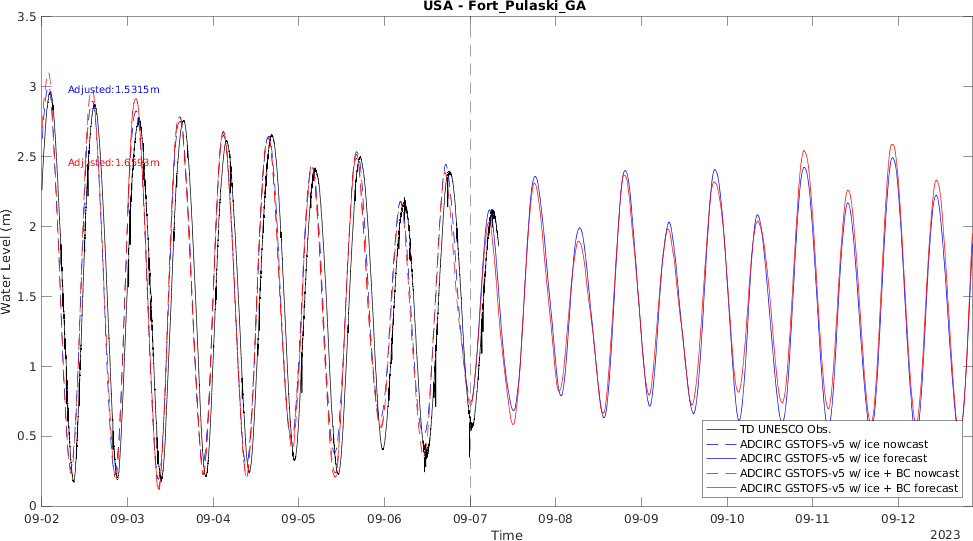 USA - Fort_Pulaski_GA
3.5
3
2.5
2
1.5
1
0.5
0
Water Level (m)
Adjusted:1.5315m
Adjusted:1.6593m
TD UNESCO Obs.
ADCIRC GSTOFS-v5 w/ ice nowcast
ADCIRC GSTOFS-v5 w/ ice forecast
ADCIRC GSTOFS-v5 w/ ice + BC nowcast
ADCIRC GSTOFS-v5 w/ ice + BC forecast
09-02 09-03 09-04 09-05 09-06 09-07 09-08 09-09 09-10 09-11 09-12
Time
2023